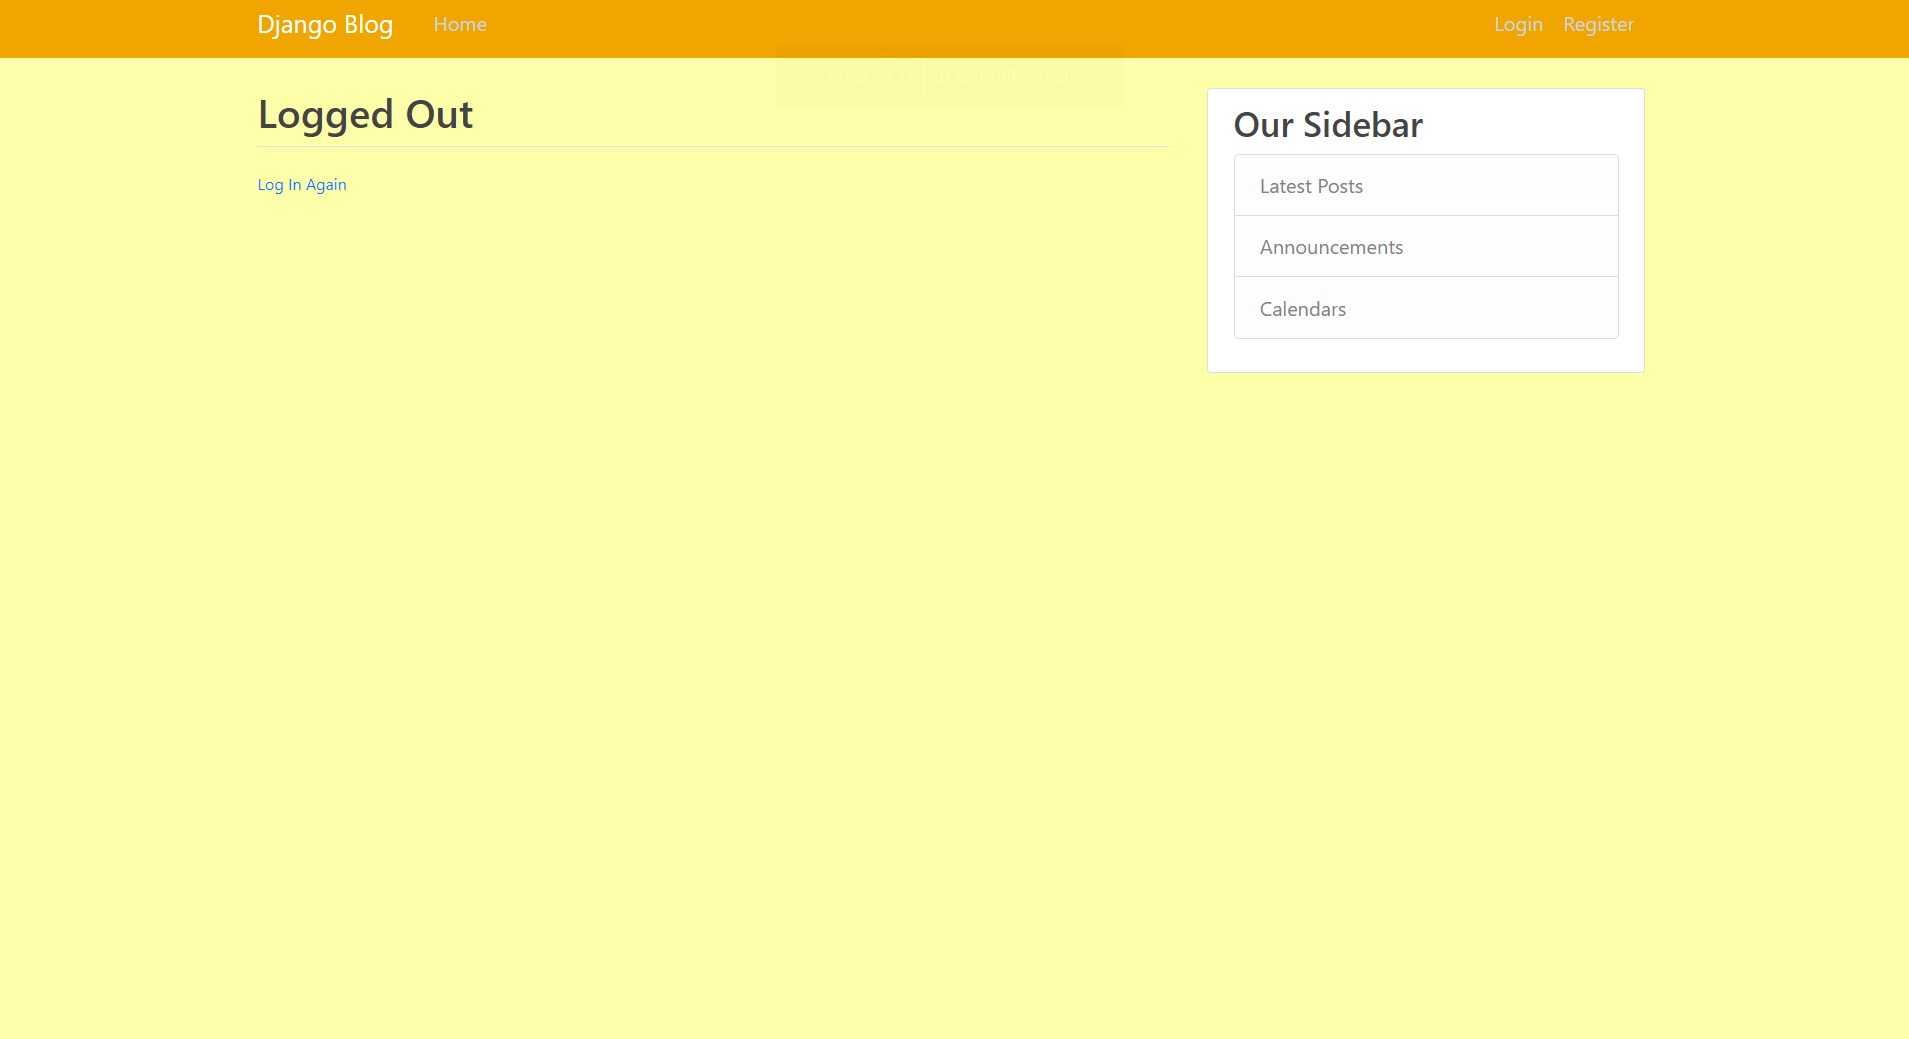 Django Blog Home Login Register
Press F11 to exit full screen
Logged Out
Log In Again
Our Sidebar
Latest Posts
Announcements
Calendars